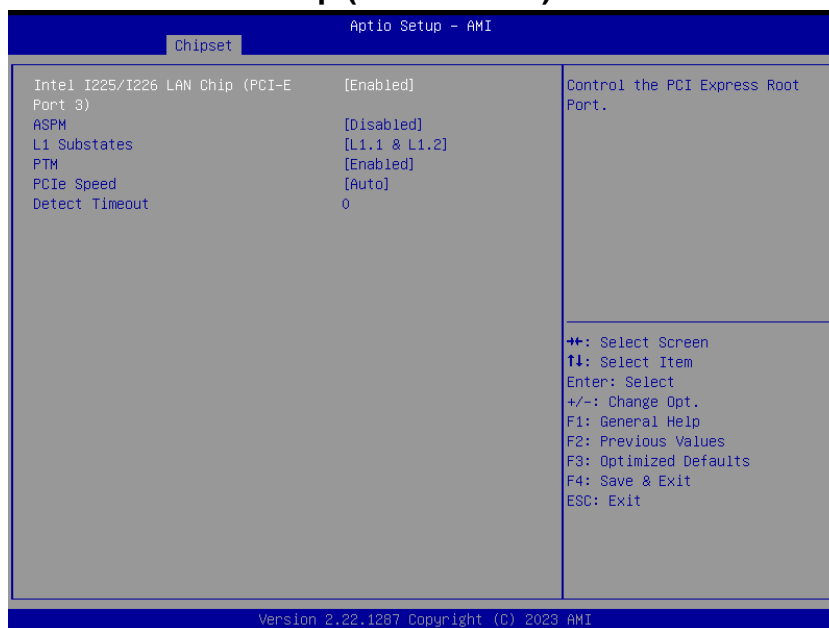 Aptio Setup – AMI
Chipset
Intel I225/I226 LAN Chip (PCI-E [Enabled]
Port 3)
ASPM [Disabled]
L1 Substates [L1.1 & L1.2]
PTM [Enabled]
PCIe Speed [Auto]
Detect Timeout 0
Control the PCI Express Root
Port.
→←: Select Screen
↑↓: Select Item
Enter: Select
+/-: Change Opt.
F1: General Help
F2: Previous Values
F3: Optimized Defaults
F4: Save & Exit
ESC: Exit
Version 2.22.1287 Copyright (C) 2023 AMI